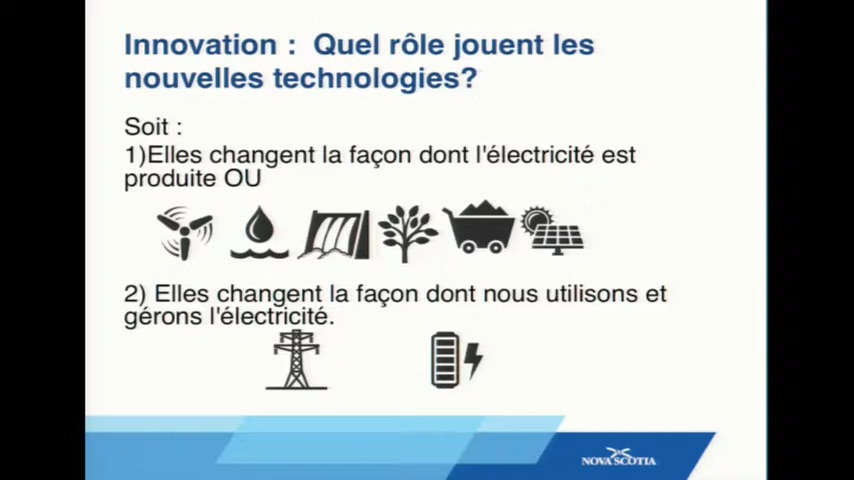 Innovation :  Quel rôle jouent les
nouvelles technologies?
Soit :
1)Elles changent la façon dont l'électricité est
produite OU
2) Elles changent la façon dont nous utilisons et
gérons l'électricité.
NOVA SCOTIA